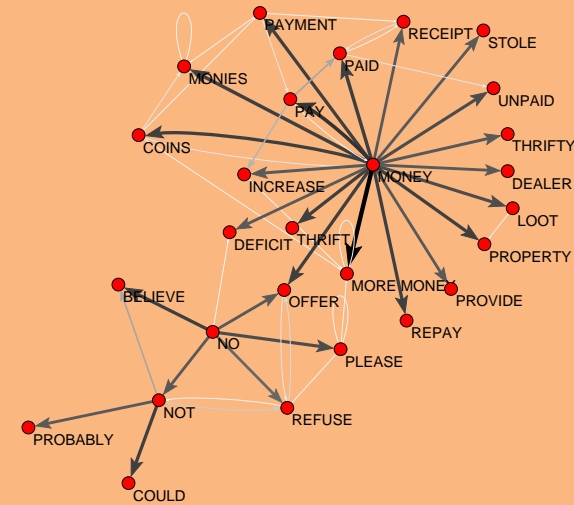 PAYMENT
RECEIPT
STOLE
PAID
MONIES
UNPAID
PAY
THRIFTY
COINS
MONEY
DEALER
INCREASE
LOOT
THRIFT
DEFICIT
PROPERTY
MORE MONEY
BELIEVE
OFFER
PROVIDE
REPAY
NO
PLEASE
NOT
REFUSE
PROBABLY
COULD